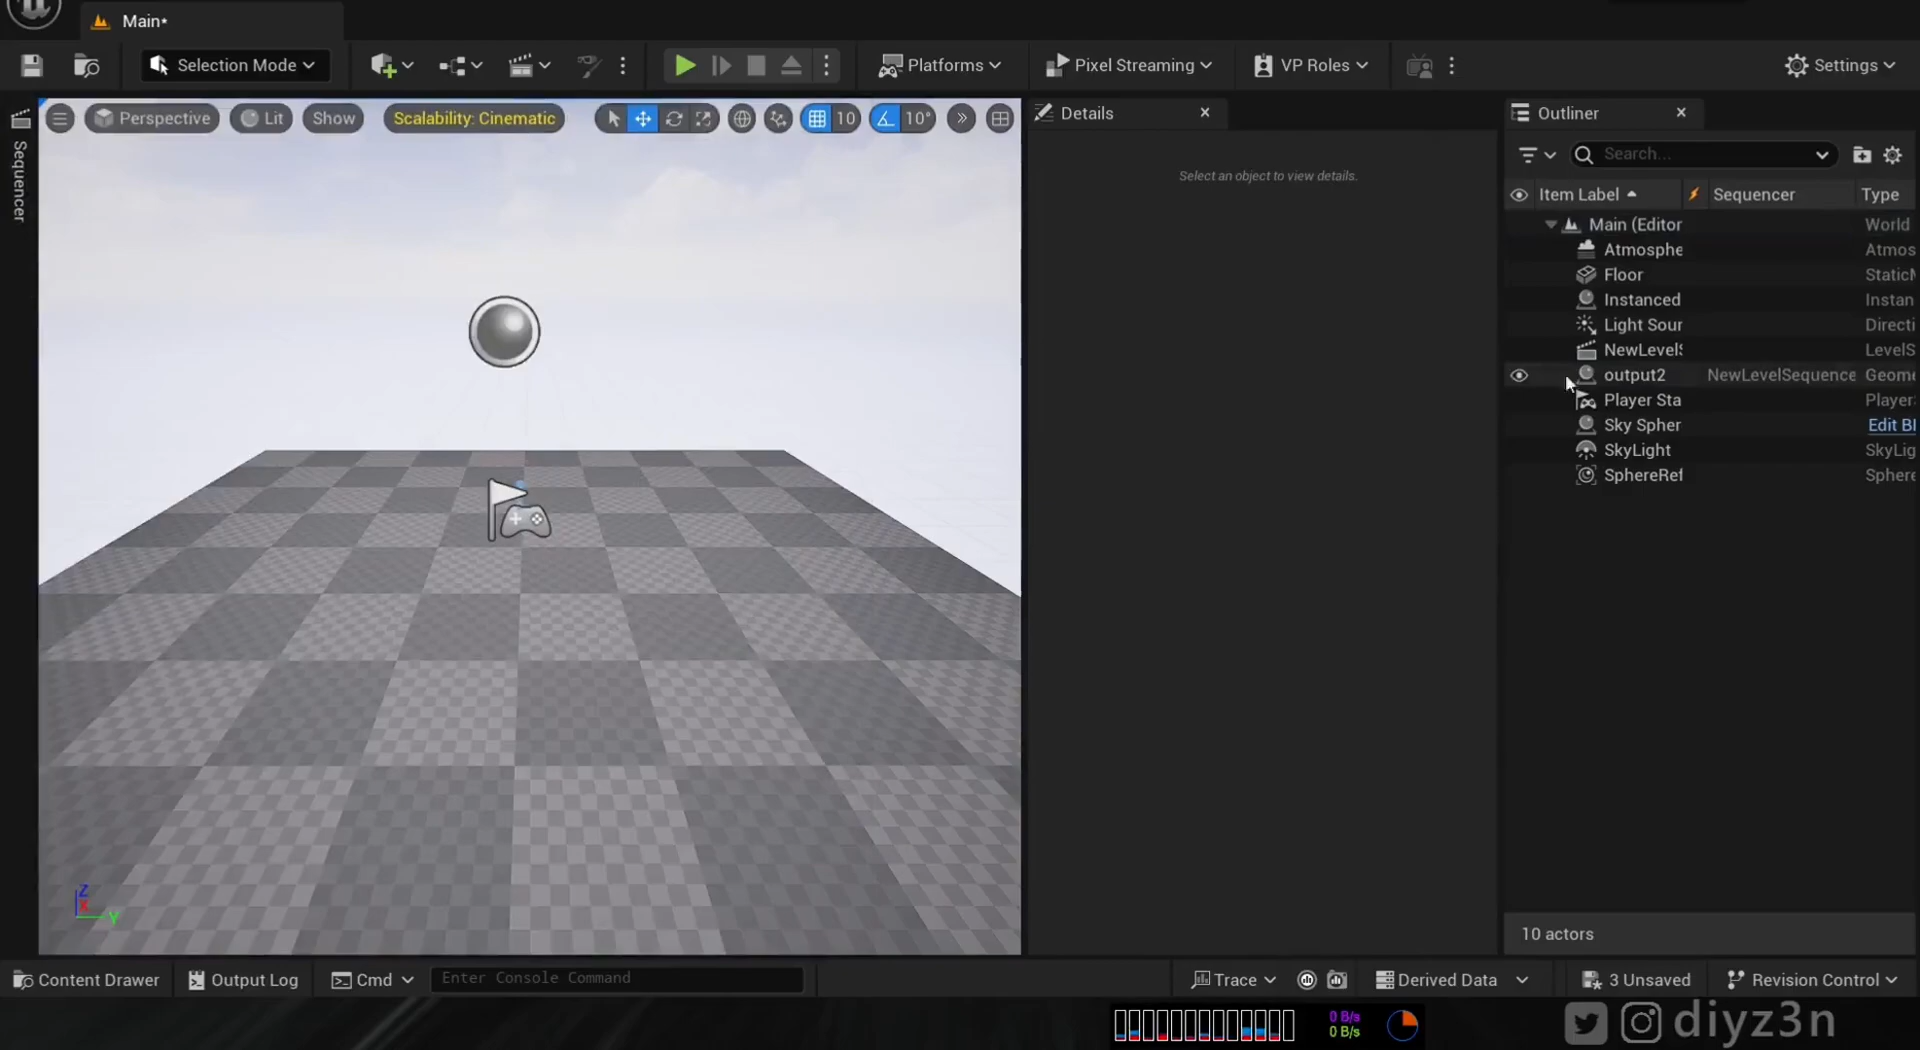 Main•
Selection Mode
Platforms
Pixel Streaming
VP Roles
Settings
Sequencer
Perspective
Lit
Show
Scalability: Cinematic
10
10°
Details
Select an object to view details.
Outliner
Search...
Item Label
Sequencer
Type
Main (Editor
World
Atmosphe
Atmos
Floor
StaticM
Instanced
Instan
Light Sour
Directi
NewLevelS
LevelS
output2
NewLevelSequence
Geome
Player Sta
Player
Sky Spher
Edit Bl
SkyLight
SkyLig
SphereRef
Sphere
10 actors
Z
X
Y
Content Drawer
Output Log
Cmd
Enter Console Command
Trace
Derived Data
3 Unsaved
Revision Control
0 B/s
0 B/s
diyz3n